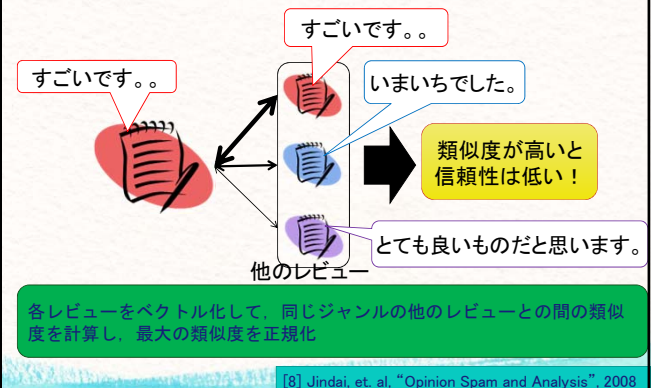 すごいです。。
すごいです。。
いまいちでした。
類似度が高いと
信頼性は低い！
とても良いものだと思います。
他のレビュー
各レビューをベクトル化して，同じジャンルの他のレビューとの間の類似
度を計算し，最大の類似度を正規化
[8] Jindai, et. al, “Opinion Spam and Analysis”, 2008